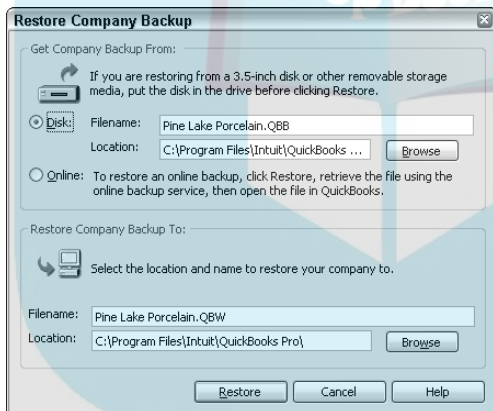 Restore Company Backup
Get Company Backup From:
If you are restoring from a 3.5-inch disk or other removable storage
media, put the disk in the drive before clicking Restore.
Disk:
Filename: Pine Lake Porcelain.QBB
Location: C:\Program Files\Intuit\QuickBooks ... Browse
Online: To restore an online backup, click Restore, retrieve the file using the
online backup service, then open the file in QuickBooks.
Restore Company Backup To:
Select the location and name to restore your company to.
Filename: Pine Lake Porcelain.QBW
Location: C:\Program Files\Intuit\QuickBooks Pro\ Browse
Restore Cancel Help